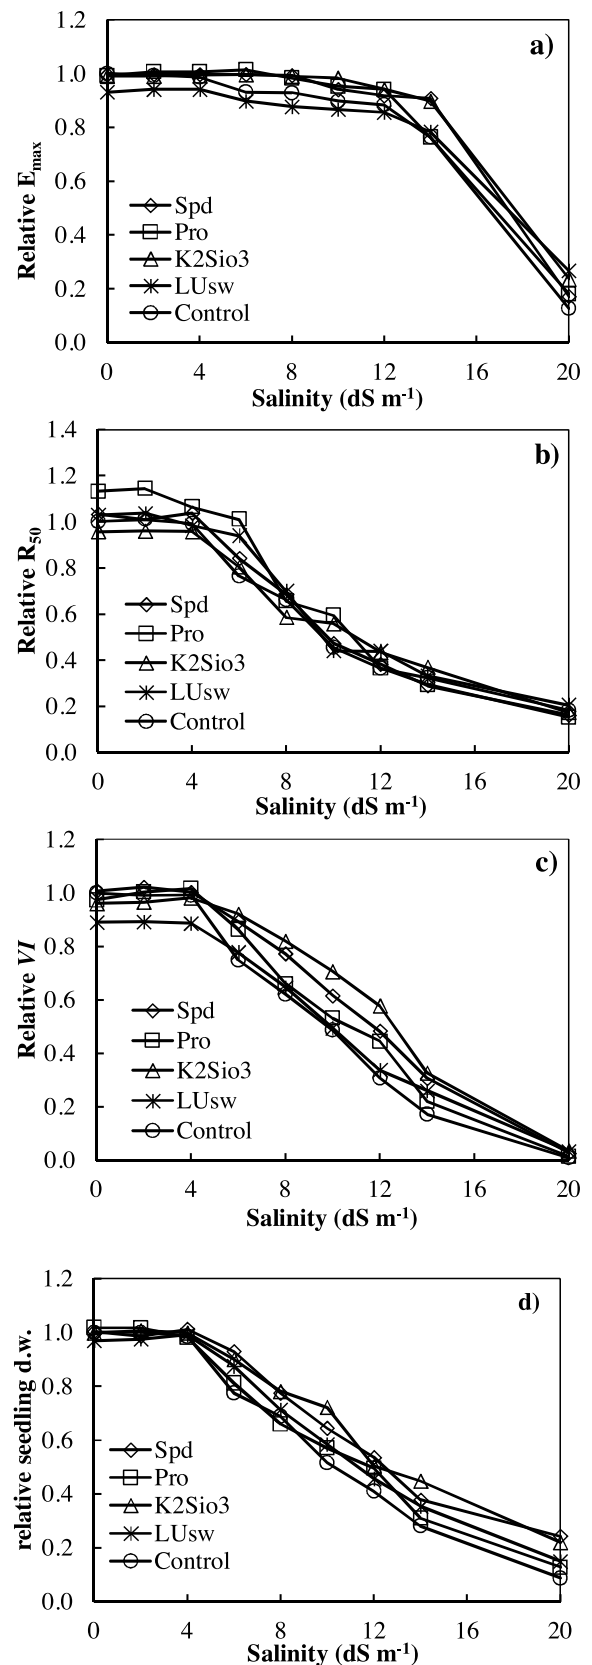 a)
1.2
1.0
0.8
0.6
0.4
0.2
0.0
Relative Emax
Spd
Pro
K2Sio3
LUsw
Control
0 4 8 12 16 20
Salinity (dS m-1)
b)
1.4
1.2
1.0
0.8
0.6
0.4
0.2
0.0
Relative R50
Spd
Pro
K2Sio3
LUsw
Control
0 4 8 12 16 20
Salinity (dS m-1)
c)
1.2
1.0
0.8
0.6
0.4
0.2
0.0
Relative VI
Spd
Pro
K2Sio3
LUsw
Control
0 4 8 12 16 20
Salinity (dS m-1)
d)
1.2
1.0
0.8
0.6
0.4
0.2
0.0
relative seedling d.w.
Spd
Pro
K2Sio3
LUsw
Control
0 4 8 12 16 20
Salinity (dS m-1)